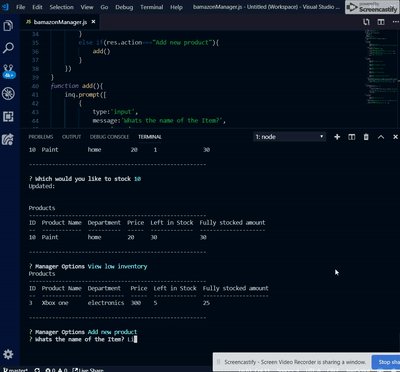 File Edit Selection View Go Debug Terminal Help bamazonManager.js - Untitled (Workspace) - Visual Studio ...
Screencastify
JS bamazonManager.js
34 }
35 else if(res.action==="Add new product"){
36 add()
37 }
38 })
39 }
40 function add(){
41 inq.prompt([
42 {
type:'input',
message:'Whats the name of the Item?',
PROBLEMS OUTPUT DEBUG CONSOLE TERMINAL 1: node
10 Paint home 20 1 30
? Which would you like to stock 10
Updated:
Products
ID Product Name Department Price Left in Stock Fully stocked amount
10 Paint home 20 30 30
? Manager Options View low inventory
Products
ID Product Name Department Price Left in Stock Fully stocked amount
3 Xbox one electronics 300 5 25
? Manager Options Add new product
? Whats the name of the Item? Li
Screencastify - Screen Video Recorder is sharing a window. Stop sha
master* 0 0 Live Share